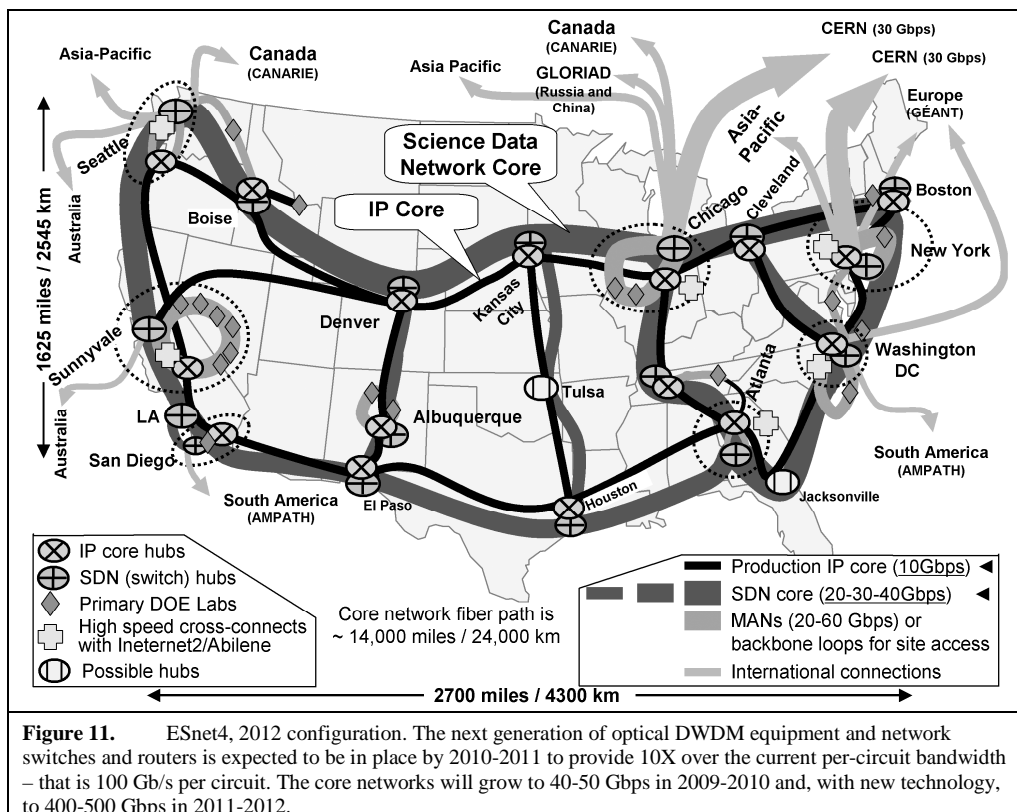 Asia-Pacific
Canada
(CANARIE)
Asia Pacific
Canada
(CANARIE)
GLORIAD
(Russia and
China)
CERN (30 Gbps)
CERN (30 Gbps)
Europe
(GÉANT)
Asia-
Pacific
Seattle
Science Data
Network Core
IP Core
Chicago
Cleveland
Boston
Boise
New York
Australia
1625 miles / 2545 km
Denver
Kansas
City
Sunnyvale
Washington
DC
Tulsa
Atlanta
LA
Albuquerque
San Diego
Australia
South America
(AMPATH)
El Paso
Houston
Jacksonville
South America
(AMPATH)
IP core hubs
SDN (switch) hubs
Primary DOE Labs
High speed cross-connects
with Ineternet2/Abilene
Possible hubs
Core network fiber path is
~ 14,000 miles / 24,000 km
Production IP core (10Gbps) ◄
SDN core (20-30-40Gbps) ◄
MANs (20-60 Gbps) or
backbone loops for site access
International connections
2700 miles / 4300 km
Figure 11. ESnet4, 2012 configuration. The next generation of optical DWDM equipment and network
switches and routers is expected to be in place by 2010-2011 to provide 10X over the current per-circuit bandwidth
– that is 100 Gb/s per circuit. The core networks will grow to 40-50 Gbps in 2009-2010 and, with new technology,
to 400-500 Gbps in 2011-2012.